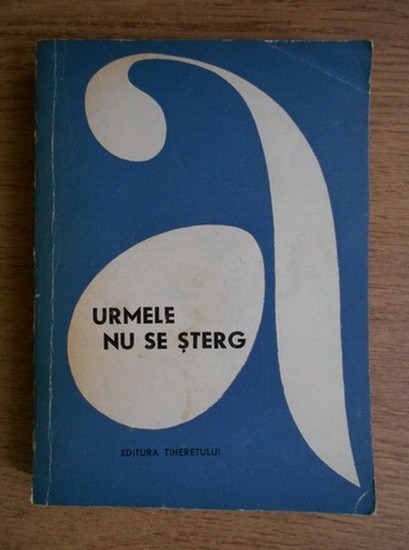 a
URMELE
NU SE ȘTERG
EDITURA TINERETULUI